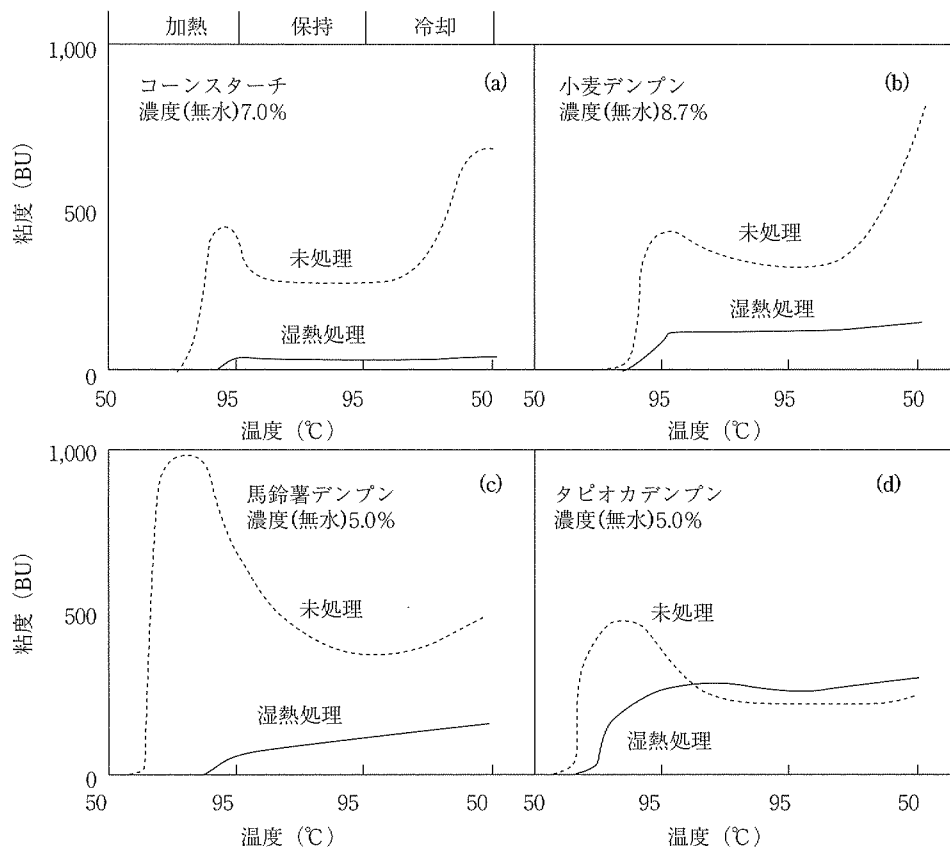 加熱 保持 冷却
1,000
500
0
粘度 (BU)
コーンスターチ
濃度(無水)7.0%
(a)
未処理
湿熱処理
50 95 95 50
温度 (℃)
小麦デンプン
濃度(無水)8.7%
(b)
未処理
湿熱処理
50 95 95 50
温度 (℃)
1,000
500
0
粘度 (BU)
馬鈴薯デンプン
濃度(無水)5.0%
(c)
未処理
湿熱処理
50 95 95 50
温度 (℃)
タピオカデンプン
濃度(無水)5.0%
(d)
未処理
湿熱処理
50 95 95 50
温度 (℃)